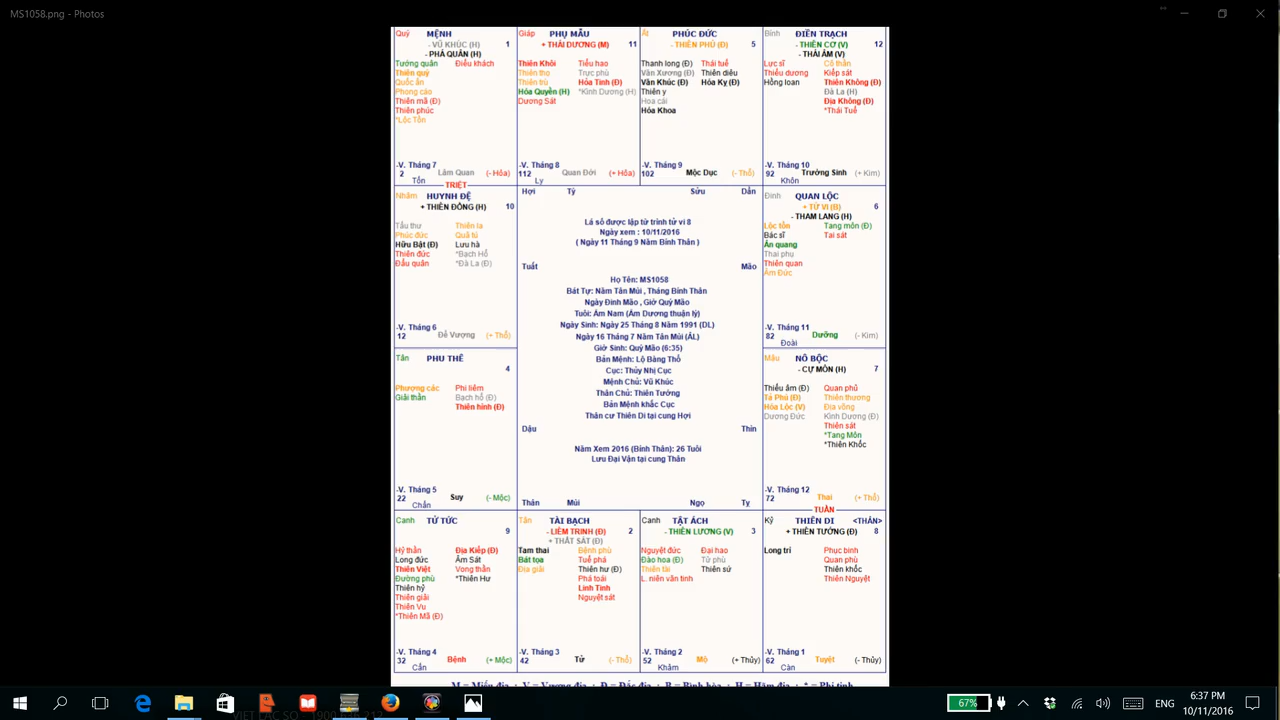 MS1058.png - Photos
Quý MỆNH
- VŨ KHÚC (H) 1
- PHÁ QUÂN (H)
Tướng quân Điếu khách
Thiên quý
Quốc ấn
Phong cáo
Thiên mã (Đ)
Thiên phúc
*Lộc Tồn
-V. Tháng 7
2 Lâm Quan (- Hỏa)
Tốn
Giáp PHỤ MẪU
+ THÁI DƯƠNG (M) 11
Thiên Khôi Tiểu hao
Thiên thọ Trực phù
Thiên trù Hỏa Tinh (Đ)
Hóa Quyền (H) *Kình Dương (H)
Dương Sát
-V. Tháng 8
112 Quan Đới (+ Hỏa)
Ly
Ất PHÚC ĐỨC
- THIÊN PHỦ (Đ) 5
Thanh long (Đ) Thái tuế
Văn Xương (Đ) Thiên diêu
Văn Khúc (Đ) Hóa Kỵ (Đ)
Thiên y
Hoa cái
Hóa Khoa
-V. Tháng 9
102 Mộc Dục (- Thổ)
Bính ĐIỀN TRẠCH
- THIÊN CƠ (V) 12
- THÁI ÂM (V)
Lực sĩ Cô thần
Thiếu dương Kiếp sát
Hồng loan Thiên Không (Đ)
Đà La (H)
Địa Không (Đ)
*Thái Tuế
-V. Tháng 10
92 Trường Sinh (+ Kim)
Khôn
TRIỆT
Nhâm HUYNH ĐỆ
+ THIÊN ĐỒNG (H) 10
Tấu thư Thiên la
Phúc đức Quả tú
Hữu Bật (Đ) Lưu hà
Thiên đức *Bạch Hổ
Đẩu quân *Đà La (Đ)
-V. Tháng 6
12 Đế Vượng (+ Thổ)
Hợi Tý Sửu Dần
Lá số được lập từ trình tử vi 8
Ngày xem : 10/11/2016
( Ngày 11 Tháng 9 Năm Bính Thân )
Tuất Mão
Họ Tên: MS1058
Bát Tự: Năm Tân Mùi , Tháng Bính Thân
Ngày Đinh Mão , Giờ Quý Mão
Tuổi: Âm Nam (Âm Dương thuận lý)
Ngày Sinh: Ngày 25 Tháng 8 Năm 1991 (DL)
Ngày 16 Tháng 7 Năm Tân Mùi (ÂL)
Giờ Sinh: Quý Mão (6:35)
Bản Mệnh: Lộ Bàng Thổ
Cục: Thủy Nhị Cục
Mệnh Chủ: Vũ Khúc
Thân Chủ: Thiên Tướng
Bản Mệnh khắc Cục
Thân cư Thiên Di tại cung Hợi
Dậu Thìn
Năm Xem 2016 (Bính Thân): 26 Tuổi
Lưu Đại Vận tại cung Thân
Thân Mùi Ngọ Tỵ
Đinh QUAN LỘC
+ TỬ VI (B) 6
- THAM LANG (H)
Lộc tồn Tang môn (Đ)
Bác sĩ Tai sát
Ân quang
Thai phụ
Thiên quan
Âm Đức
-V. Tháng 11
82 Dưỡng (- Kim)
Đoài
Tân PHU THÊ
4
Phượng các Phi liêm
Giải thần Bạch hổ (Đ)
Thiên hình (Đ)
-V. Tháng 5
22 Suy (- Mộc)
Chấn
Mậu NÔ BỘC
- CỰ MÔN (H) 7
Thiếu âm (Đ) Quan phủ
Tả Phù (Đ) Thiên thương
Hóa Lộc (V) Địa võng
Dương Đức Kình Dương (Đ)
Thiên sát
*Tang Môn
*Thiên Khốc
-V. Tháng 12
72 Thai (+ Thổ)
TUẦN
Canh TỬ TỨC
9
Hỷ thần Địa Kiếp (Đ)
Long đức Âm Sát
Thiên Việt Vong thần
Đường phù *Thiên Hư
Thiên hỷ
Thiên giải
Thiên Vu
*Thiên Mã (Đ)
-V. Tháng 4
32 Bệnh (+ Mộc)
Cấn
Tân TÀI BẠCH
- LIÊM TRINH (Đ) 2
+ THẤT SÁT (Đ)
Tam thai Bệnh phù
Bát tọa Tuế phá
Địa giải Thiên hư (Đ)
Phá toái
Linh Tinh
Nguyệt sát
-V. Tháng 3
42 Tử (- Thổ)
Canh TẬT ÁCH
- THIÊN LƯƠNG (V) 3
Nguyệt đức Đại hao
Đào hoa (Đ) Tử phù
Thiên tài Thiên sứ
L. niên văn tinh
-V. Tháng 2
52 Mộ (+ Thủy)
Khảm
Kỷ THIÊN DI <THÂN>
+ THIÊN TƯỚNG (Đ) 8
Long trì Phục binh
Quan phù
Thiên khốc
Thiên Nguyệt
-V. Tháng 1
62 Tuyệt (- Thủy)
Càn
M = Miếu địa ; V = Vượng địa ; Đ = Đắc địa ; B = Bình hòa ; H = Hãm địa ; * = Phi tinh
67%
ENG
6:37 PM
10/11/2016